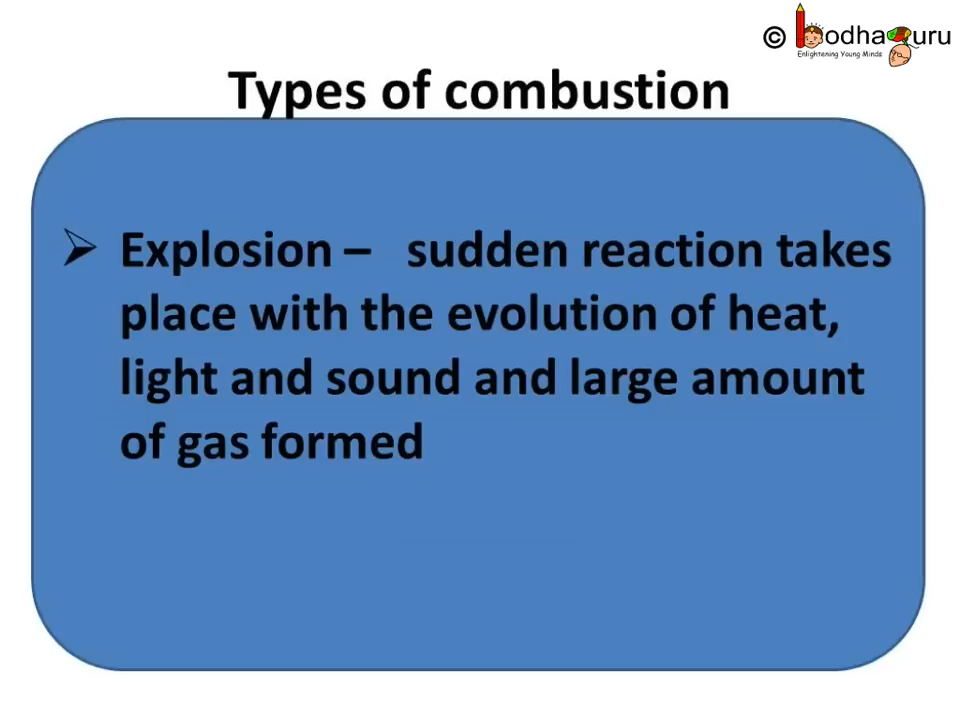 © BodhaGuru
Enlightening Young Minds
Types of combustion
➢ Explosion – sudden reaction takes
place with the evolution of heat,
light and sound and large amount
of gas formed